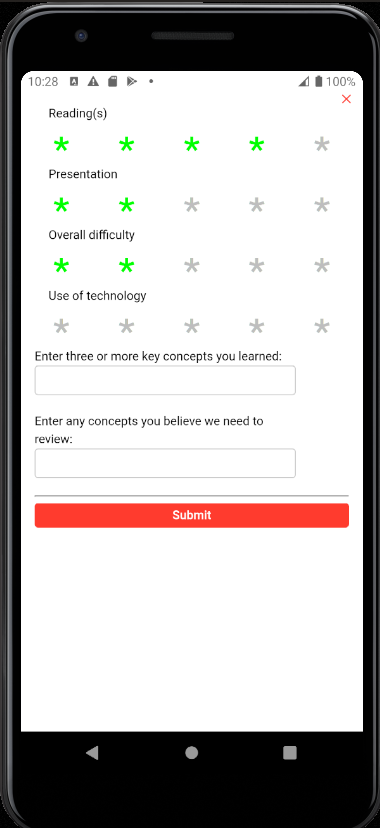 10:28 100%
Reading(s)
* * * * *
Presentation
* * * * *
Overall difficulty
* * * * *
Use of technology
* * * * *
Enter three or more key concepts you learned:
Enter any concepts you believe we need to
review:
Submit